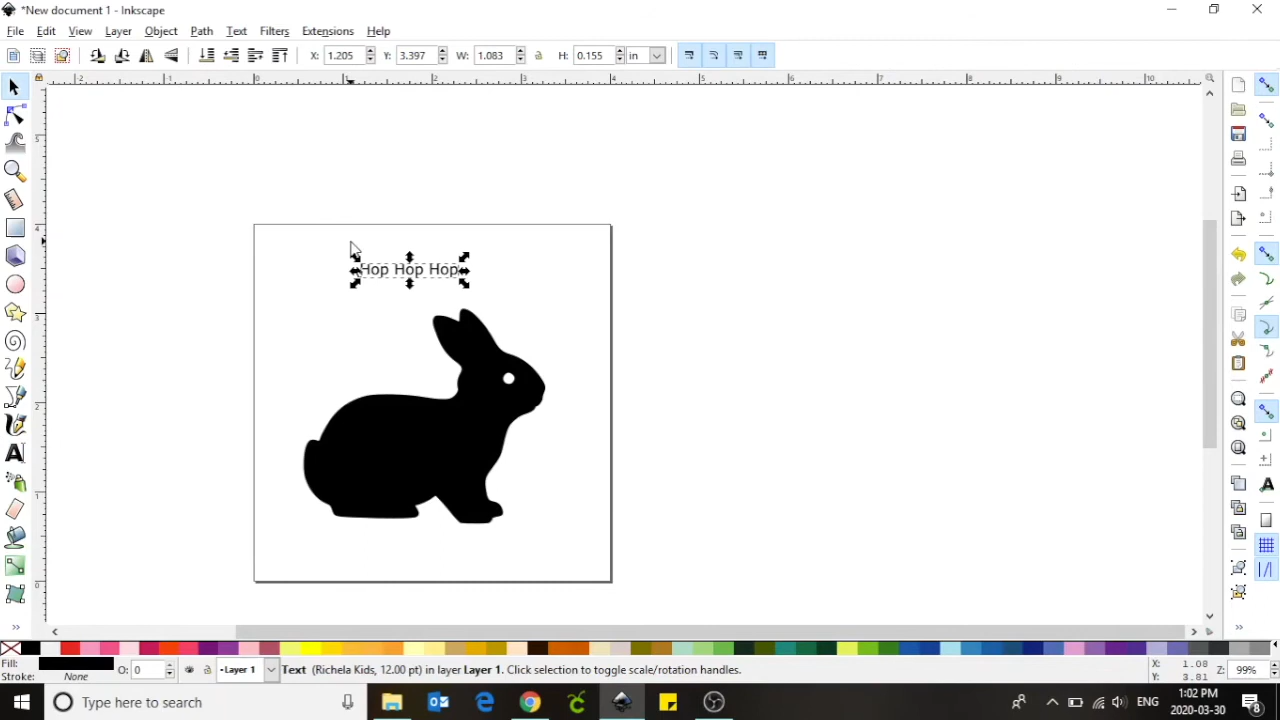 *New document 1 - Inkscape
File Edit View Layer Object Path Text Filters Extensions Help
X: 1.205 Y: 3.397 W: 1.083 H: 0.155 in
Hop Hop Hop
Fill:
Stroke: None
O: 0
Layer 1
Text (Richela Kids, 12.00 pt) in layer Layer 1. Click selection to toggle scale/rotation handles.
X: 1.08
Y: 3.81
Z: 99%
Type here to search
ENG
1:02 PM
2020-03-30
8